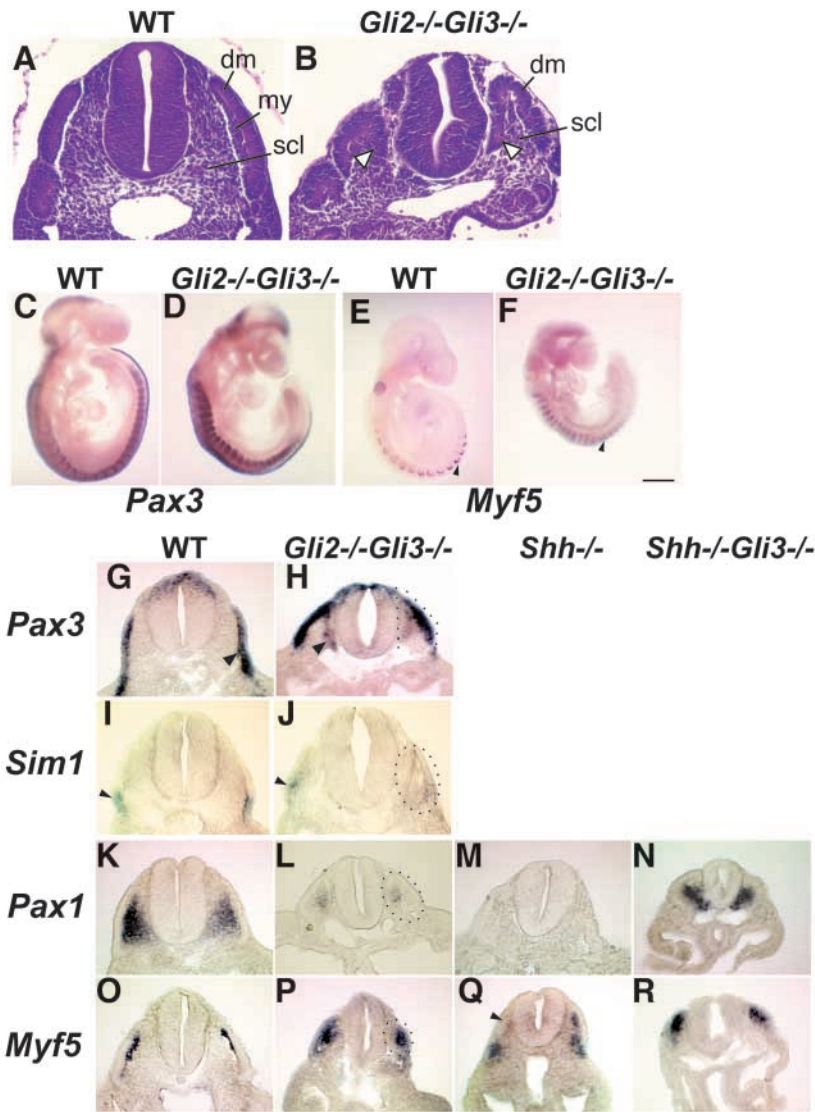 WT Gli2-/-Gli3-/-
A dm my scl B dm scl
WT Gli2-/-Gli3-/- WT Gli2-/-Gli3-/-
C D E F
Pax3 Myf5
WT Gli2-/-Gli3-/- Shh-/- Shh-/-Gli3-/-
G H
Pax3
I J
Sim1
K L M N
Pax1
O P Q R
Myf5